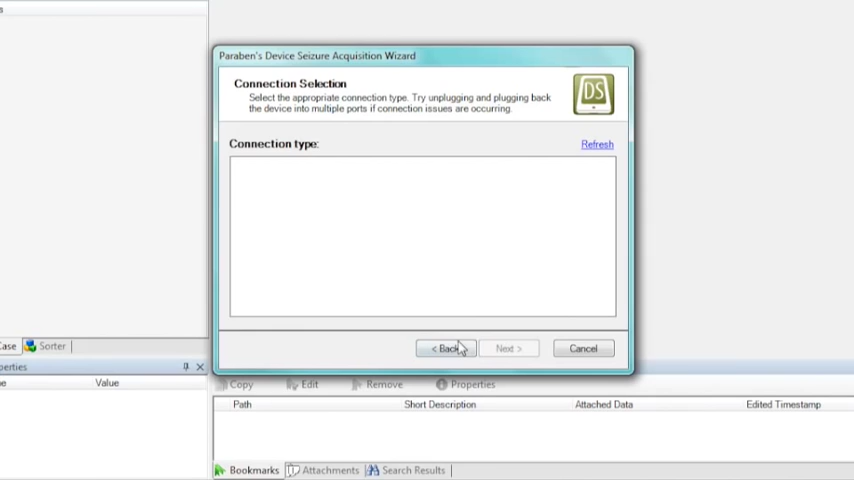 s
Paraben's Device Seizure Acquisition Wizard
Connection Selection
Select the appropriate connection type. Try unplugging and plugging back
the device into multiple ports if connection issues are occurring.
DS
Connection type:
Refresh
< Back
Next >
Cancel
ase
Sorter
perties
e
Value
Copy
Edit
Remove
Properties
Path
Short Description
Attached Data
Edited Timestamp
Bookmarks
Attachments
Search Results